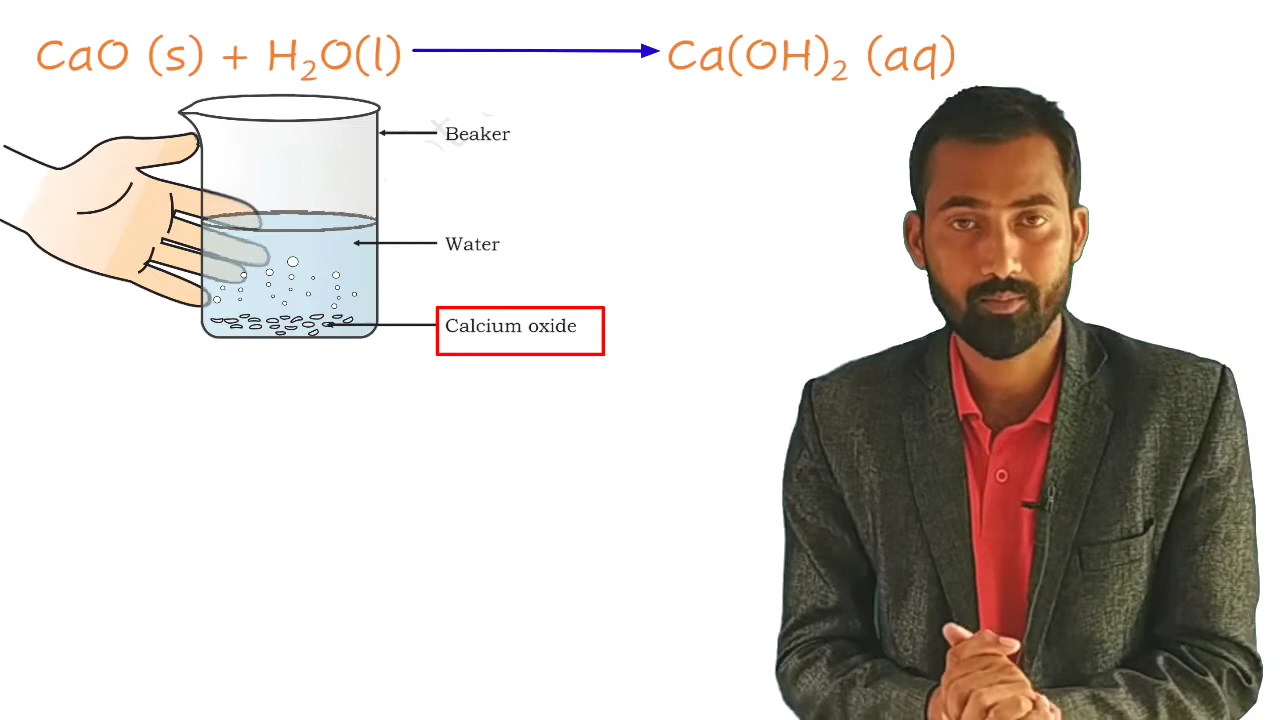 CaO (s) + H₂O(l) → Ca(OH)₂ (aq)
Beaker
Water
Calcium oxide